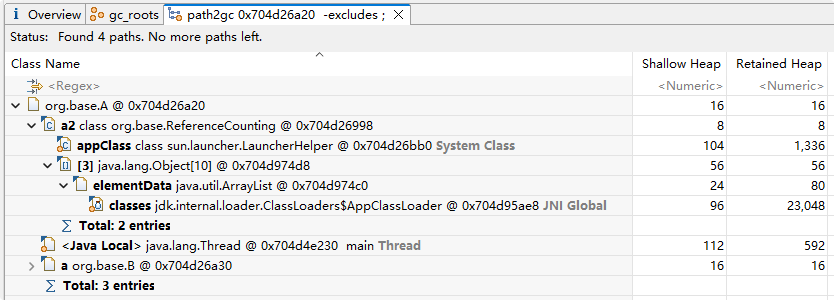 i Overview gc_roots path2gc 0x704d26a20 -excludes ;
Status: Found 4 paths. No more paths left.
Class Name Shallow Heap Retained Heap
<Regex> <Numeric> <Numeric>
org.base.A @ 0x704d26a20 16 16
a2 class org.base.ReferenceCounting @ 0x704d26998 8 8
appClass class sun.launcher.LauncherHelper @ 0x704d26bb0 System Class 104 1,336
[3] java.lang.Object[10] @ 0x704d974d8 56 56
elementData java.util.ArrayList @ 0x704d974c0 24 80
classes jdk.internal.loader.ClassLoaders$AppClassLoader @ 0x704d95ae8 JNI Global 96 23,048
Σ Total: 2 entries
<Java Local> java.lang.Thread @ 0x704d4e230 main Thread 112 592
a org.base.B @ 0x704d26a30 16 16
Σ Total: 3 entries